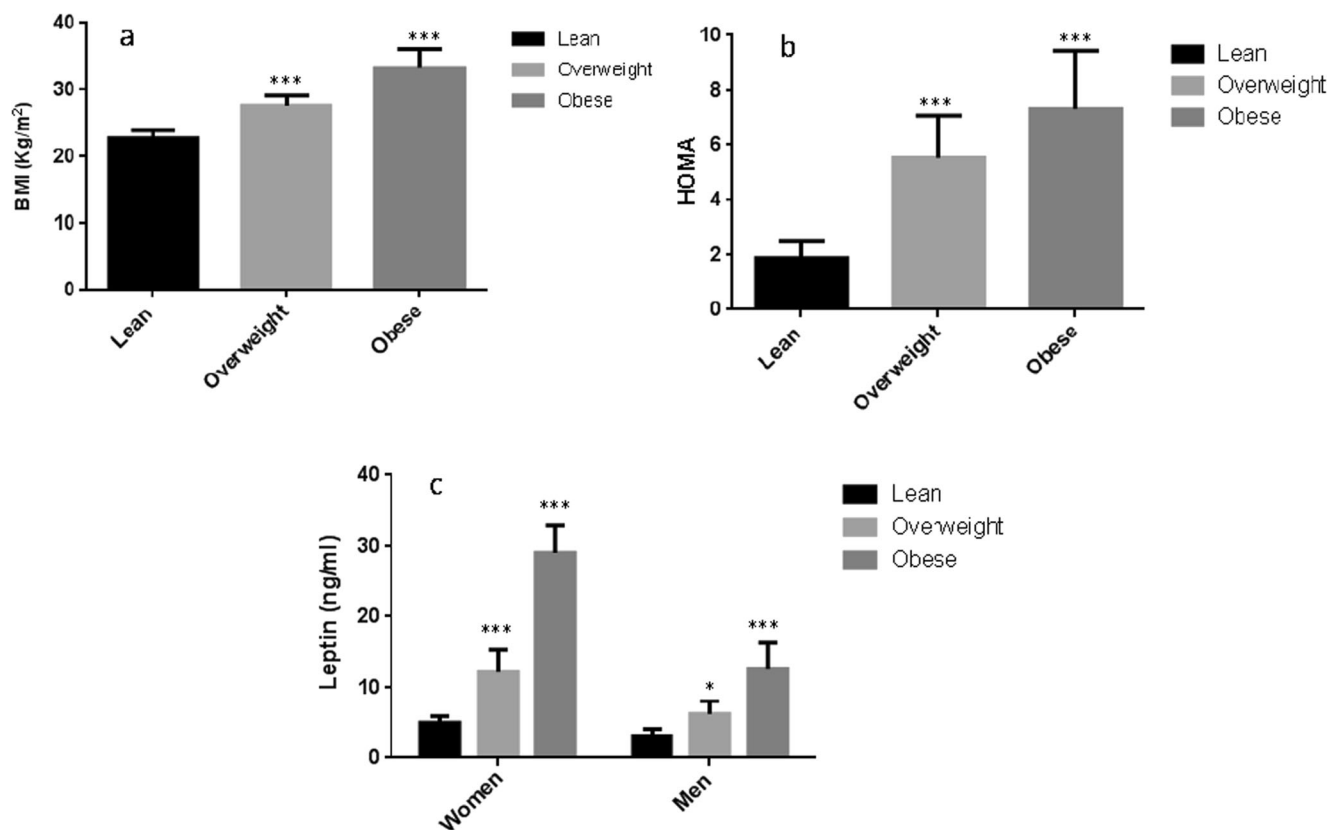 a
BMI (Kg/m²)
40
30
20
10
0
***
***
Lean
Overweight
Obese
Lean
Overweight
Obese
b
HOMA
10
8
6
4
2
0
***
***
Lean
Overweight
Obese
Lean
Overweight
Obese
c
Leptin (ng/ml)
40
30
20
10
0
***
***
*
***
Women
Men
Lean
Overweight
Obese